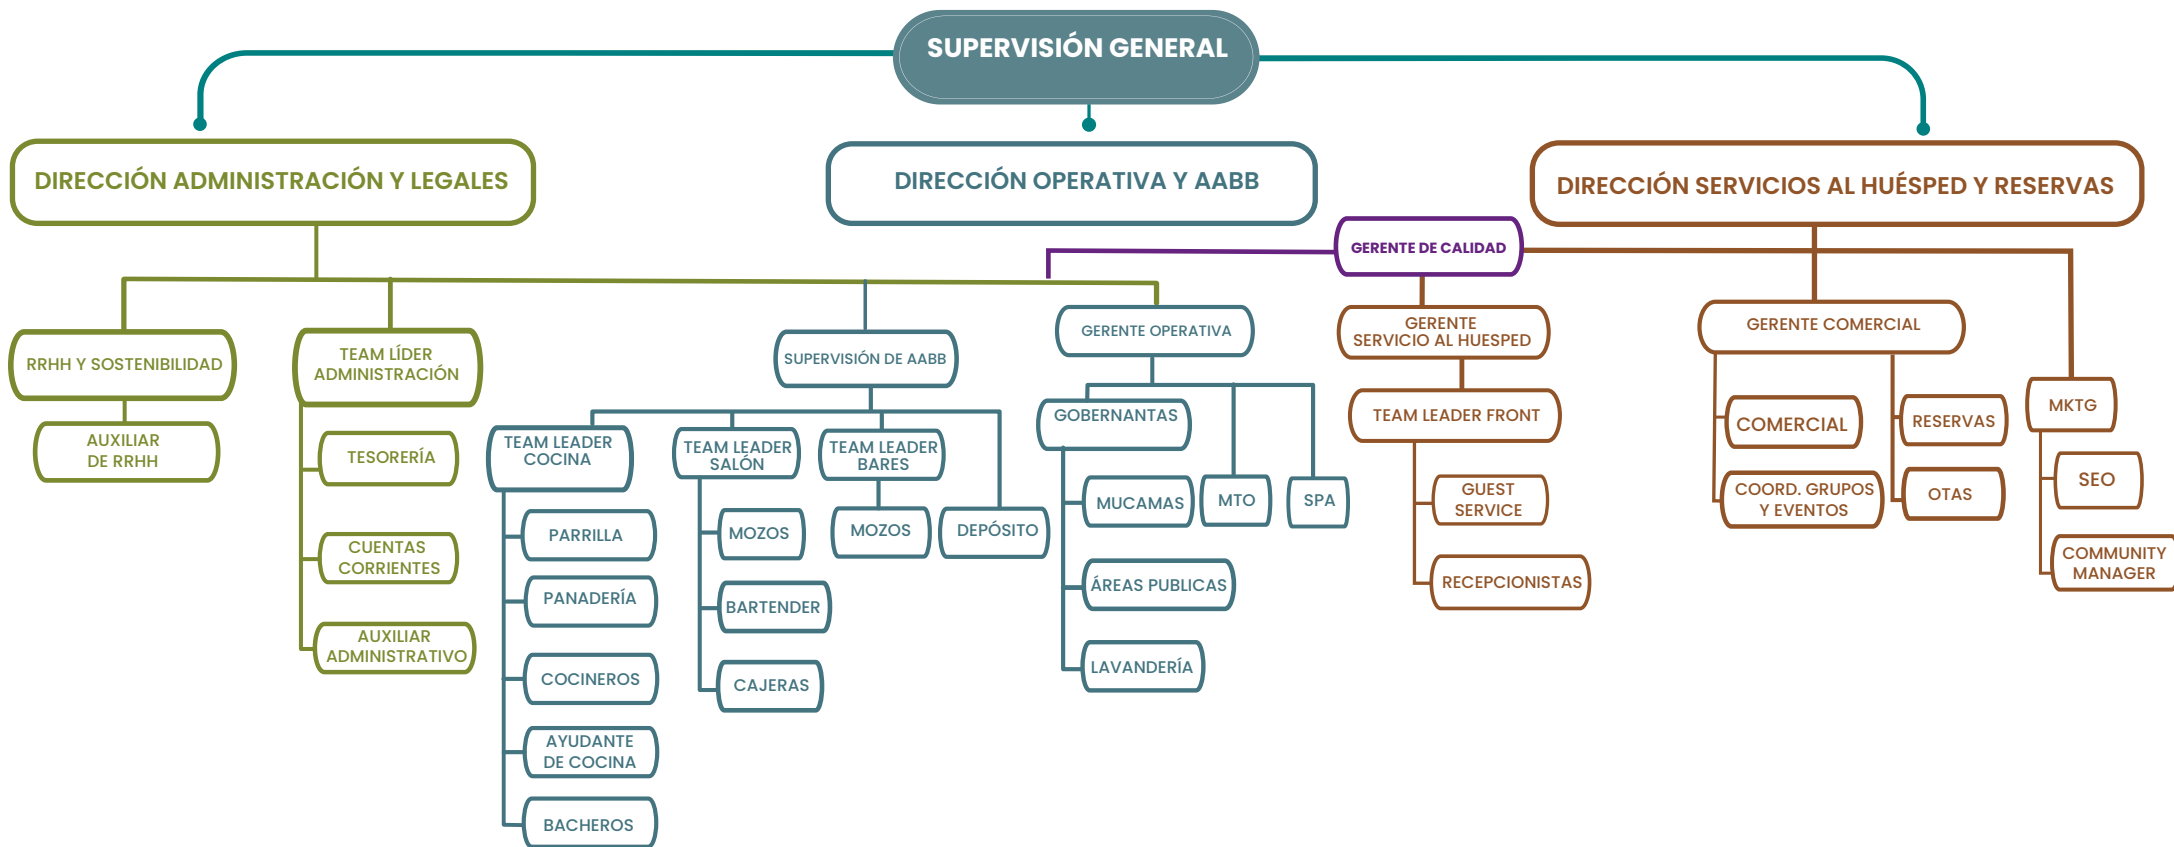 SUPERVISIÓN GENERAL
DIRECCIÓN ADMINISTRACIÓN Y LEGALES
DIRECCIÓN OPERATIVA Y AABB
DIRECCIÓN SERVICIOS AL HUÉSPED Y RESERVAS
GERENTE DE CALIDAD
RRHH Y SOSTENIBILIDAD
AUXILIAR
DE RRHH
TEAM LÍDER
ADMINISTRACIÓN
TESORERÍA
CUENTAS
CORRIENTES
AUXILIAR
ADMINISTRATIVO
SUPERVISIÓN DE AABB
TEAM LEADER
COCINA
PARRILLA
PANADERÍA
COCINEROS
AYUDANTE
DE COCINA
BACHEROS
TEAM LEADER
SALÓN
MOZOS
BARTENDER
CAJERAS
TEAM LEADER
BARES
MOZOS
DEPÓSITO
GERENTE OPERATIVA
GOBERNANTAS
MUCAMAS
ÁREAS PUBLICAS
LAVANDERÍA
MTO
SPA
GERENTE
SERVICIO AL HUESPED
TEAM LEADER FRONT
GUEST
SERVICE
RECEPCIONISTAS
GERENTE COMERCIAL
COMERCIAL
COORD. GRUPOS
Y EVENTOS
RESERVAS
OTAS
MKTG
SEO
COMMUNITY
MANAGER